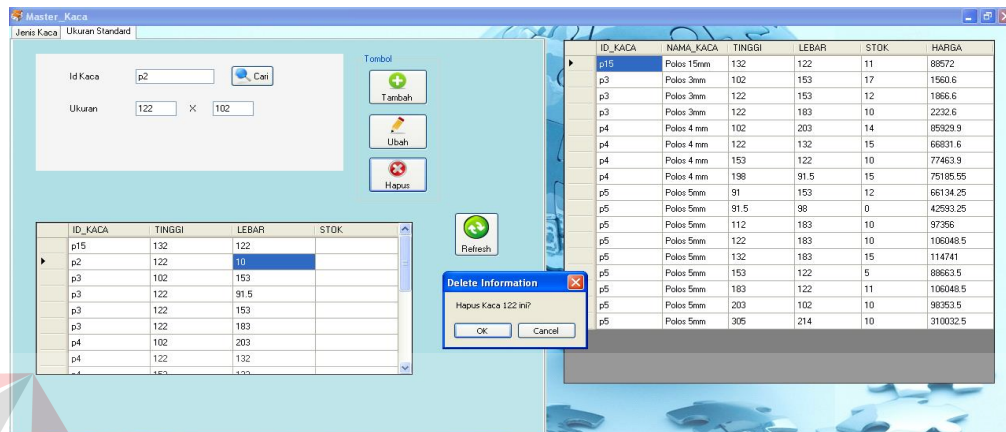 Master_Kaca
Jenis Kaca Ukuran Standard
Id Kaca p2 Cari
Ukuran 122 X 102
Tombol
Tambah
Ubah
Hapus
Refresh
ID_KACA TINGGI LEBAR STOK
p15 132 122
p2 122 10
p3 102 153
p3 122 91.5
p3 122 153
p3 122 183
p4 102 203
p4 122 132
Delete Information
Hapus Kaca 122 ini?
OK Cancel
ID_KACA NAMA_KACA TINGGI LEBAR STOK HARGA
p15 Polos 15mm 132 122 11 88572
p3 Polos 3mm 102 153 17 1560.6
p3 Polos 3mm 122 153 12 1866.6
p3 Polos 3mm 122 183 10 2232.6
p4 Polos 4 mm 102 203 14 85929.9
p4 Polos 4 mm 122 132 15 66831.6
p4 Polos 4 mm 153 122 10 77463.9
p4 Polos 4 mm 198 91.5 15 75185.55
p5 Polos 5mm 91 153 12 66134.25
p5 Polos 5mm 91.5 98 0 42593.25
p5 Polos 5mm 112 183 10 97356
p5 Polos 5mm 122 183 10 106048.5
p5 Polos 5mm 132 183 15 114741
p5 Polos 5mm 153 122 5 88663.5
p5 Polos 5mm 183 122 11 106048.5
p5 Polos 5mm 203 102 10 98353.5
p5 Polos 5mm 305 214 10 310032.5